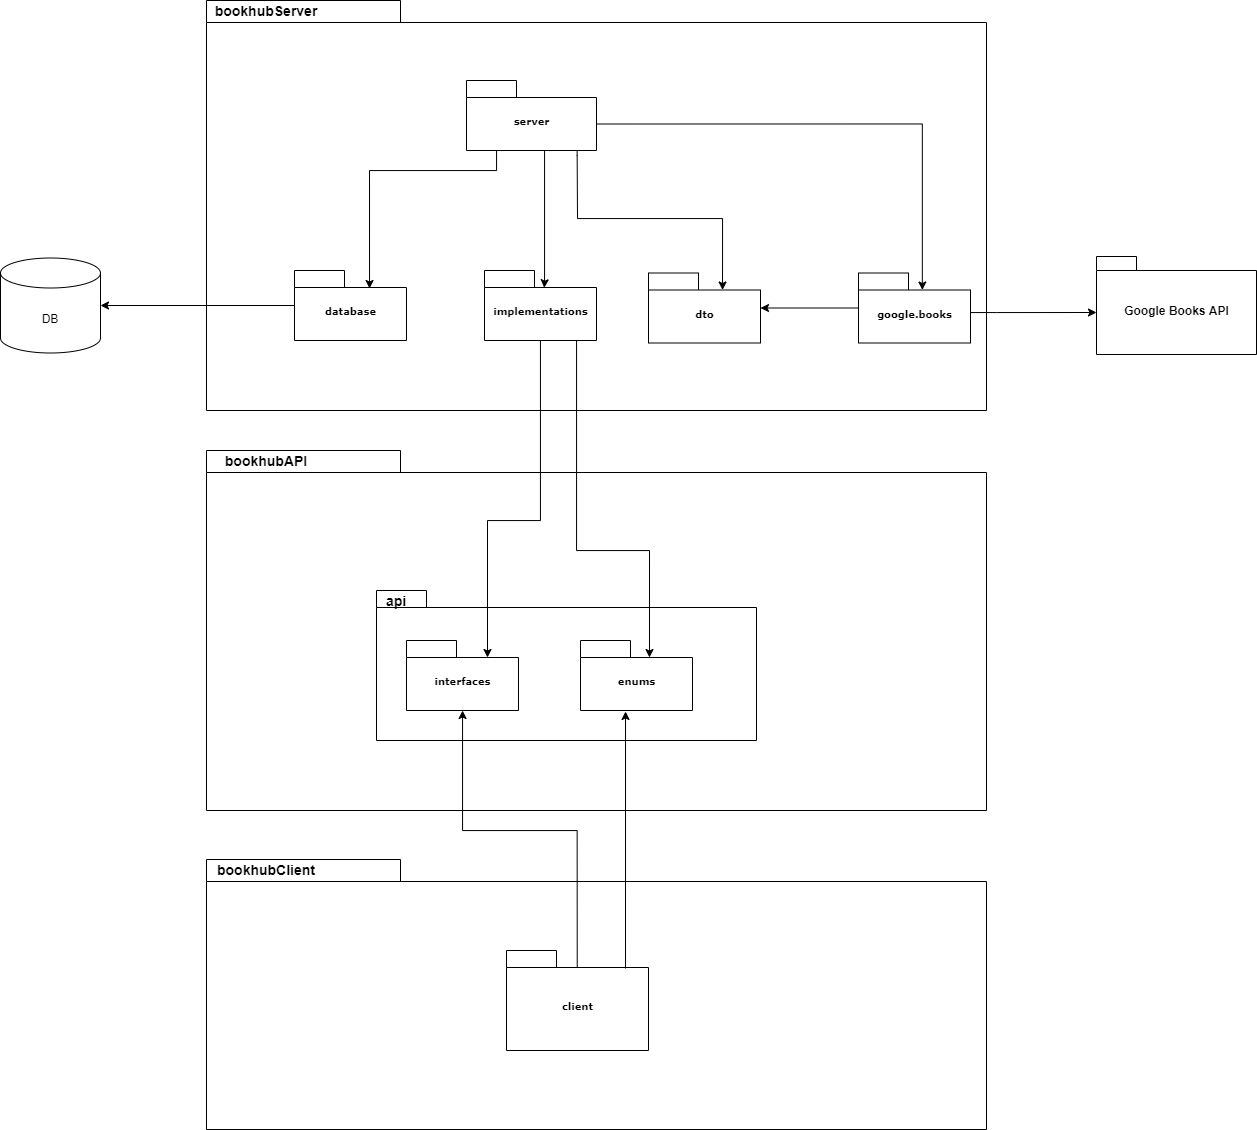 bookhubServer
server
database
implementations
dto
google.books
DB
Google Books API
bookhubAPI
api
interfaces
enums
bookhubClient
client